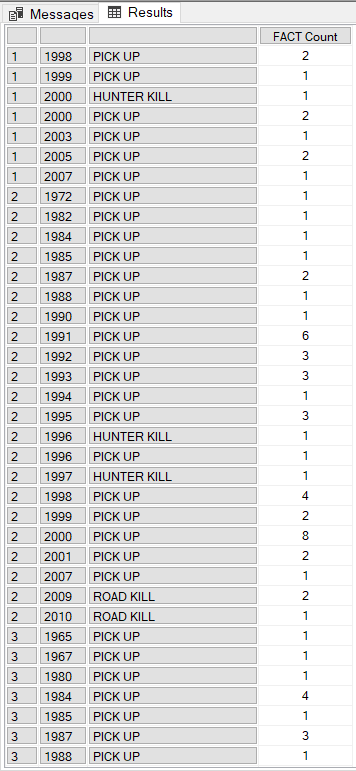 Messages Results
FACT Count
1 1998 PICK UP 2
1 1999 PICK UP 1
1 2000 HUNTER KILL 1
1 2000 PICK UP 2
1 2003 PICK UP 1
1 2005 PICK UP 2
1 2007 PICK UP 1
2 1972 PICK UP 1
2 1982 PICK UP 1
2 1984 PICK UP 1
2 1985 PICK UP 1
2 1987 PICK UP 2
2 1988 PICK UP 1
2 1990 PICK UP 1
2 1991 PICK UP 6
2 1992 PICK UP 3
2 1993 PICK UP 3
2 1994 PICK UP 1
2 1995 PICK UP 3
2 1996 HUNTER KILL 1
2 1996 PICK UP 1
2 1997 HUNTER KILL 1
2 1998 PICK UP 4
2 1999 PICK UP 2
2 2000 PICK UP 8
2 2001 PICK UP 2
2 2007 PICK UP 1
2 2009 ROAD KILL 2
2 2010 ROAD KILL 1
3 1965 PICK UP 1
3 1967 PICK UP 1
3 1980 PICK UP 1
3 1984 PICK UP 4
3 1985 PICK UP 1
3 1987 PICK UP 3
3 1988 PICK UP 1